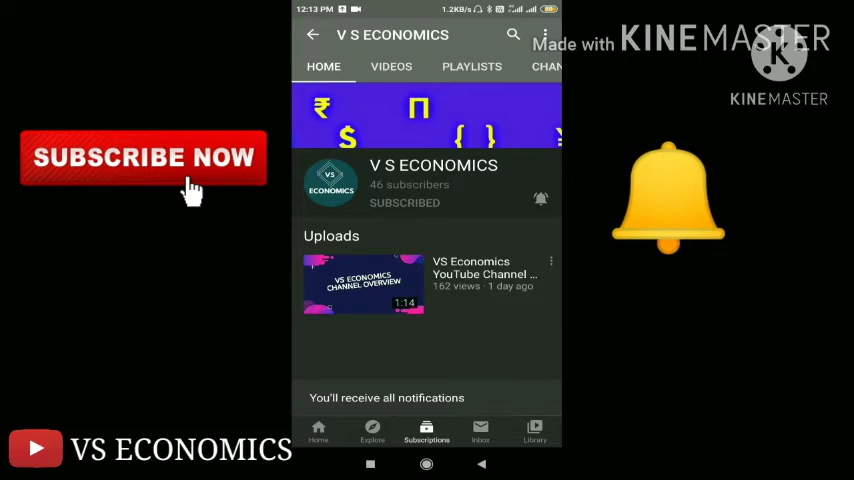 12:13 PM
1.2KB/s
V S ECONOMICS
Made with KINEMASTER
KINEMASTER
HOME VIDEOS PLAYLISTS CHAN
₹ Π
$ { } ¥
SUBSCRIBE NOW
VS
ECONOMICS
V S ECONOMICS
46 subscribers
SUBSCRIBED
Uploads
VS ECONOMICS
CHANNEL OVERVIEW
1:14
VS Economics
YouTube Channel ...
162 views · 1 day ago
You'll receive all notifications
Home Explore Subscriptions Inbox Library
VS ECONOMICS